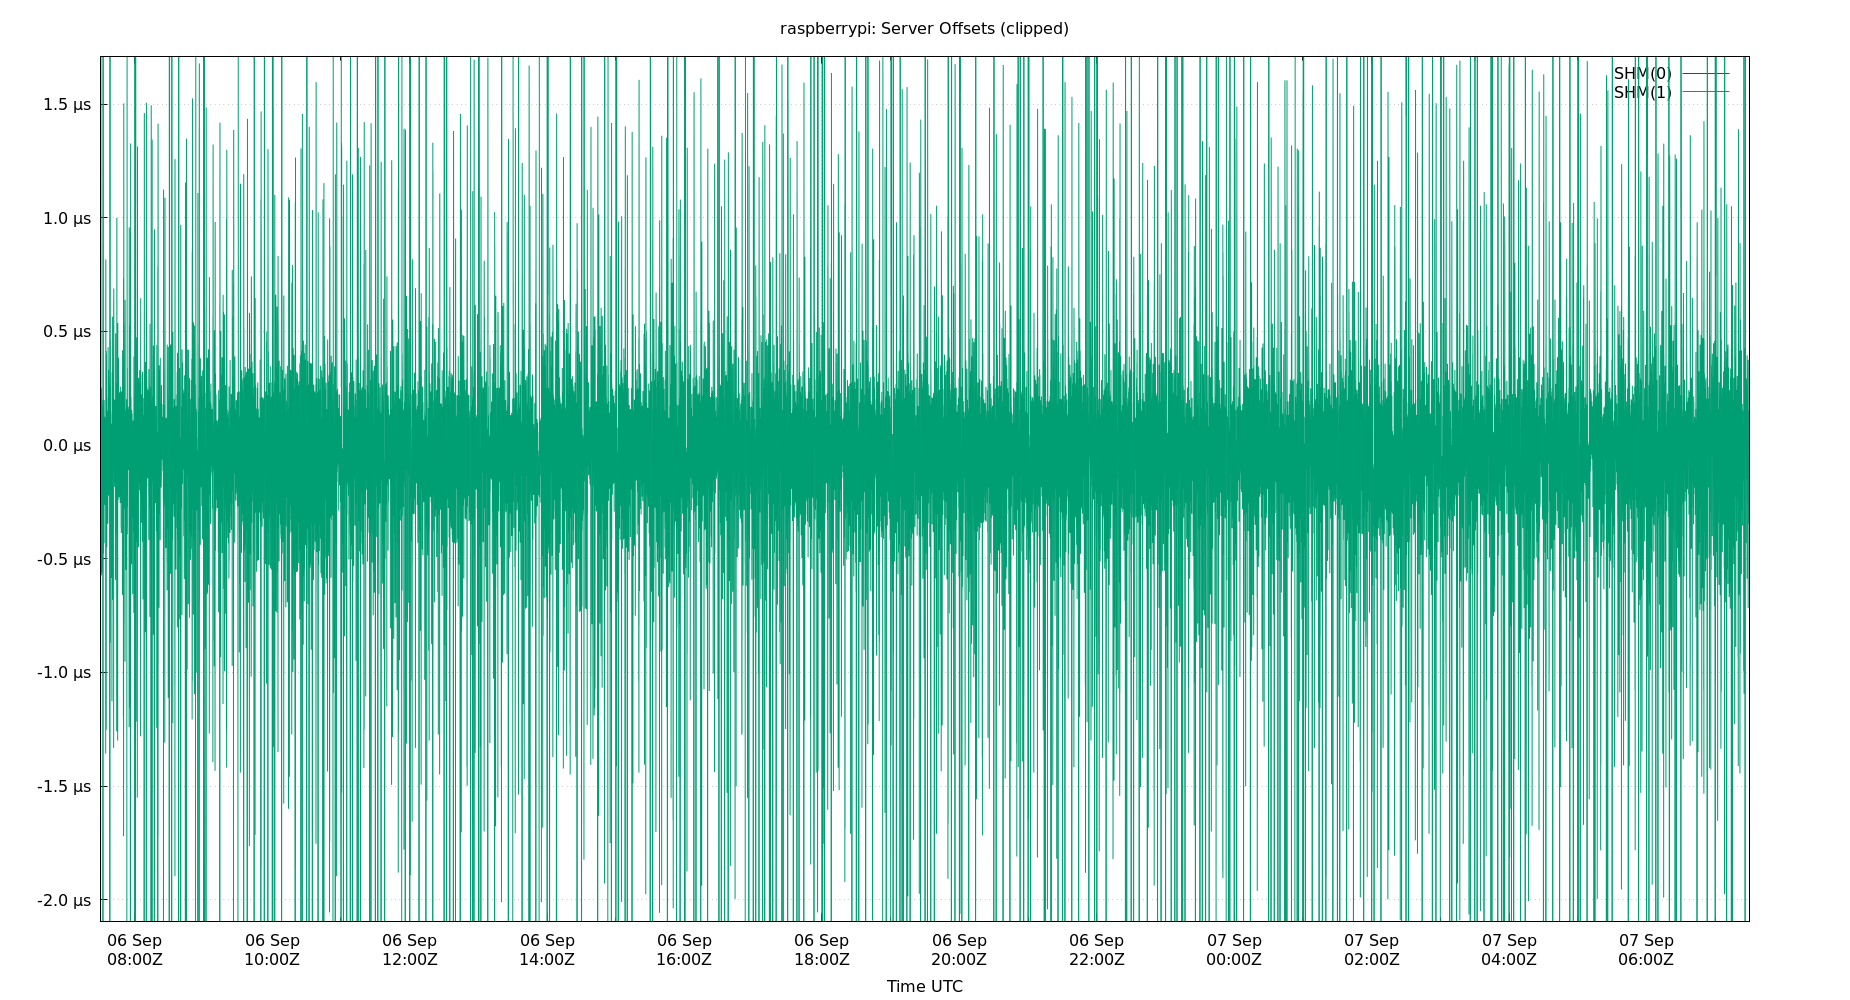 raspberrypi: Server Offsets (clipped)
SHM(0)
SHM(1)
1.5 µs
1.0 µs
0.5 µs
0.0 µs
-0.5 µs
-1.0 µs
-1.5 µs
-2.0 µs
06 Sep 06 Sep 06 Sep 06 Sep 06 Sep 06 Sep 06 Sep 06 Sep 07 Sep 07 Sep 07 Sep 07 Sep
08:00Z 10:00Z 12:00Z 14:00Z 16:00Z 18:00Z 20:00Z 22:00Z 00:00Z 02:00Z 04:00Z 06:00Z
Time UTC